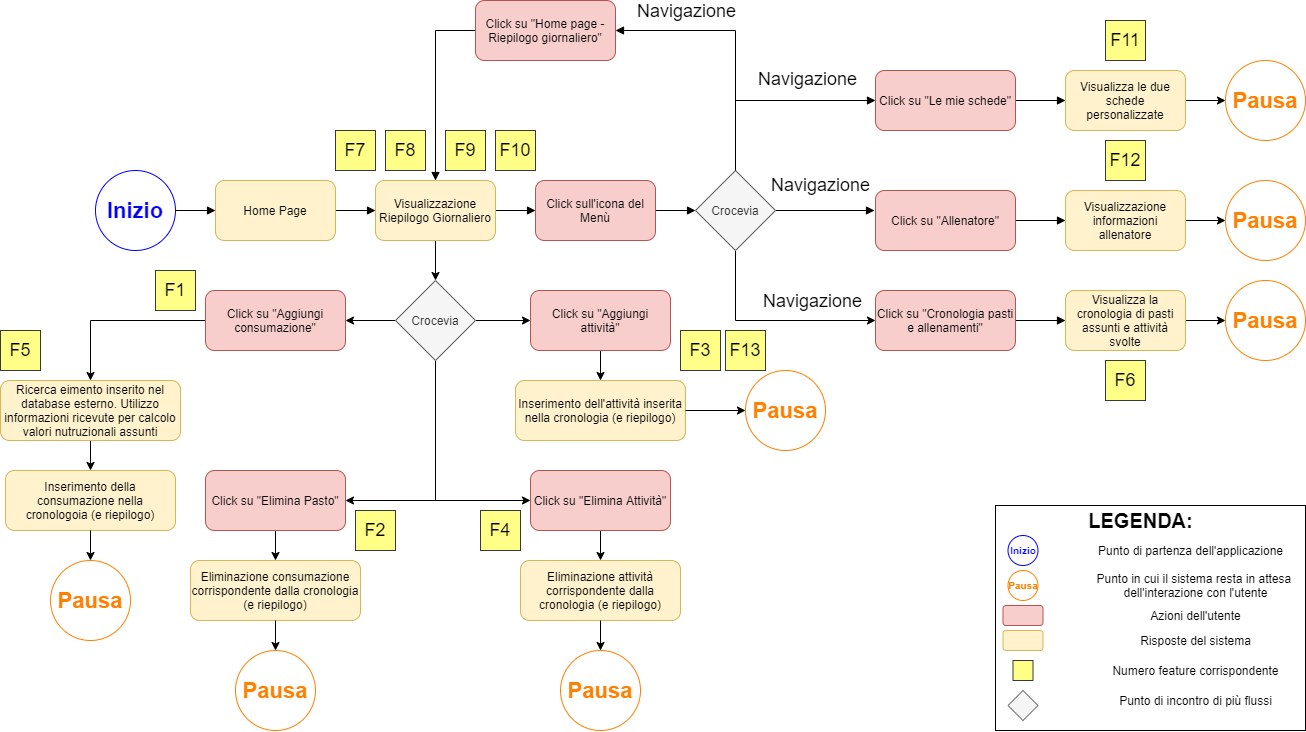 Navigazione
Click su "Home page -
Riepilogo giornaliero"
F11
Navigazione
Click su "Le mie schede"
Visualizza le due
schede
personalizzate
Pausa
F7
F8
F9
F10
F12
Inizio
Home Page
Visualizzazione
Riepilogo Giornaliero
Click sull'icona del
Menù
Crocevia
Navigazione
Click su "Allenatore"
Visualizzazione
informazioni
allenatore
Pausa
F1
Click su "Aggiungi
consumazione"
Crocevia
Click su "Aggiungi
attività"
Navigazione
Click su "Cronologia pasti
e allenamenti"
Visualizza la
cronologia di pasti
assunti e attività
svolte
Pausa
F5
F3
F13
F6
Ricerca eimento inserito nel
database esterno. Utilizzo
informazioni ricevute per calcolo
valori nutruzionali assunti
Inserimento dell'attività inserita
nella cronologia (e riepilogo)
Pausa
Inserimento della
consumazione nella
cronologoia (e riepilogo)
Click su "Elimina Pasto"
Click su "Elimina Attività"
F2
F4
Pausa
Eliminazione consumazione
corrispondente dalla cronologia
(e riepilogo)
Eliminazione attività
corrispondente dalla
cronologia (e riepilogo)
Pausa
Pausa
LEGENDA:
Inizio
Punto di partenza dell'applicazione
Pausa
Punto in cui il sistema resta in attesa
dell'interazione con l'utente
Azioni dell'utente
Risposte del sistema
Numero feature corrispondente
Punto di incontro di più flussi